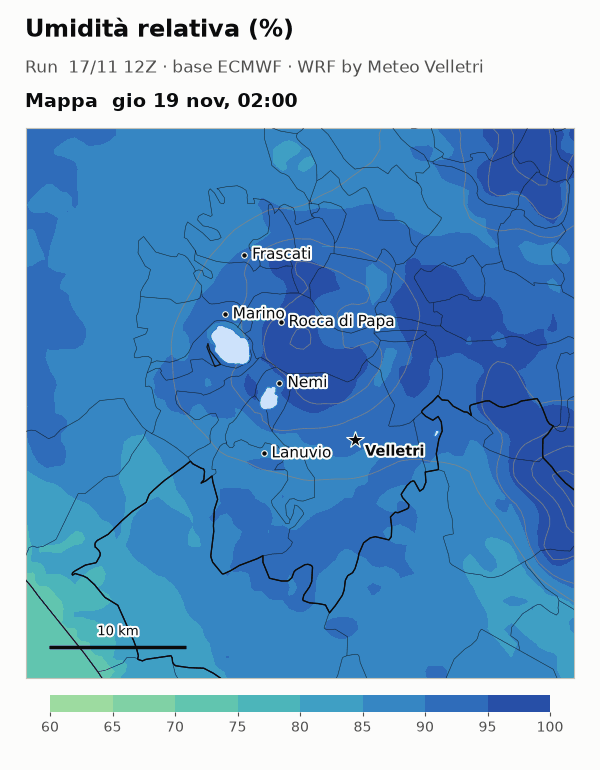 Umidità relativa (%)
Run  17/11 12Z · base ECMWF · WRF by Meteo Velletri
Mappa  gio 19 nov, 02:00
Frascati
Marino
Rocca di Papa
Nemi
Velletri
Lanuvio
10 km
60 65 70 75 80 85 90 95 100